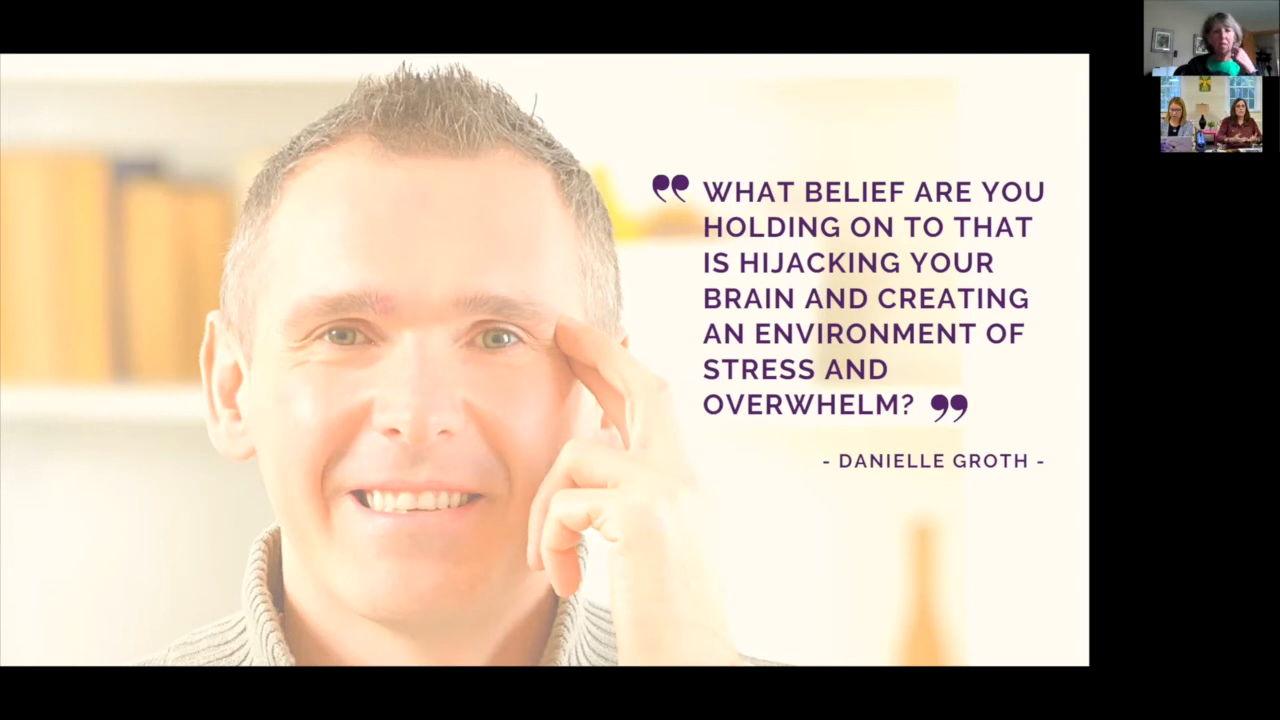 ❟❟ WHAT BELIEF ARE YOU
HOLDING ON TO THAT
IS HIJACKING YOUR
BRAIN AND CREATING
AN ENVIRONMENT OF
STRESS AND
OVERWHELM? ❟❟
- DANIELLE GROTH -